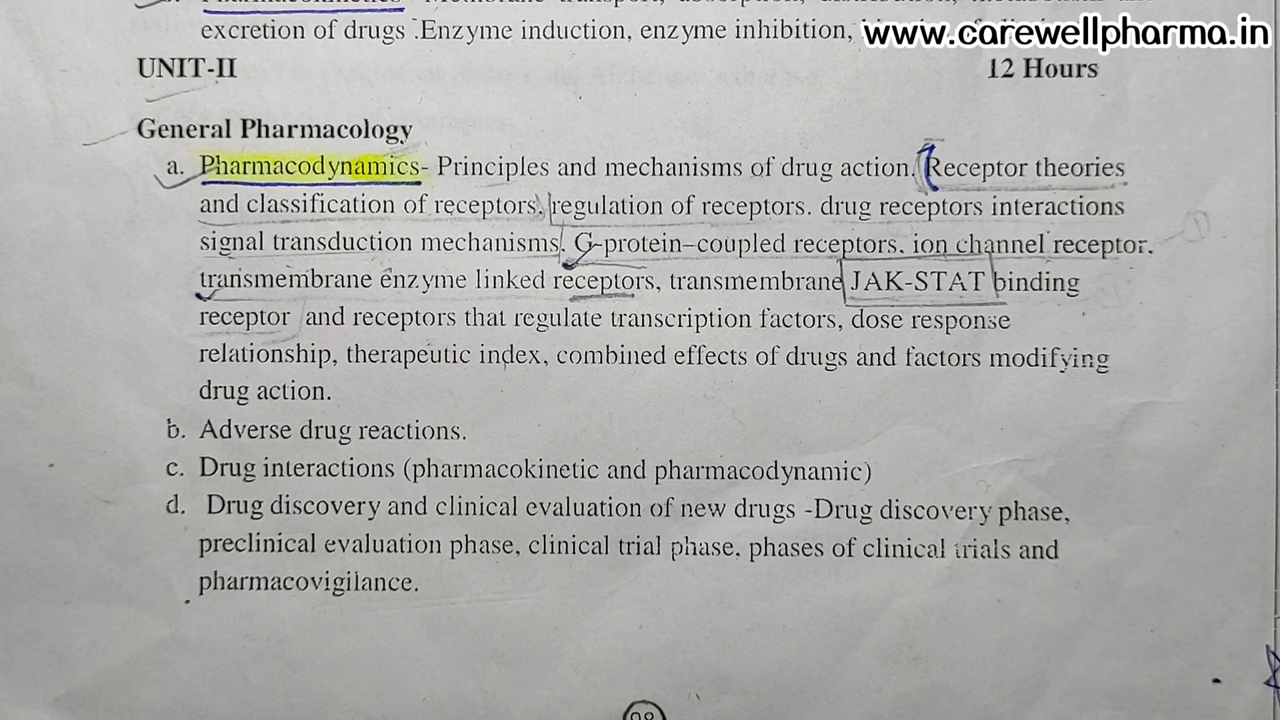 excretion of drugs .Enzyme induction, enzyme inhibition,
www.carewellpharma.in
UNIT-II 12 Hours
General Pharmacology
a. Pharmacodynamics- Principles and mechanisms of drug action. Receptor theories
and classification of receptors, regulation of receptors. drug receptors interactions
signal transduction mechanisms. G-protein–coupled receptors. ion channel receptor.
transmembrane enzyme linked receptors, transmembrane JAK-STAT binding
receptor and receptors that regulate transcription factors, dose response
relationship, therapeutic index, combined effects of drugs and factors modifying
drug action.
b. Adverse drug reactions.
c. Drug interactions (pharmacokinetic and pharmacodynamic)
d. Drug discovery and clinical evaluation of new drugs -Drug discovery phase,
preclinical evaluation phase, clinical trial phase. phases of clinical trials and
pharmacovigilance.